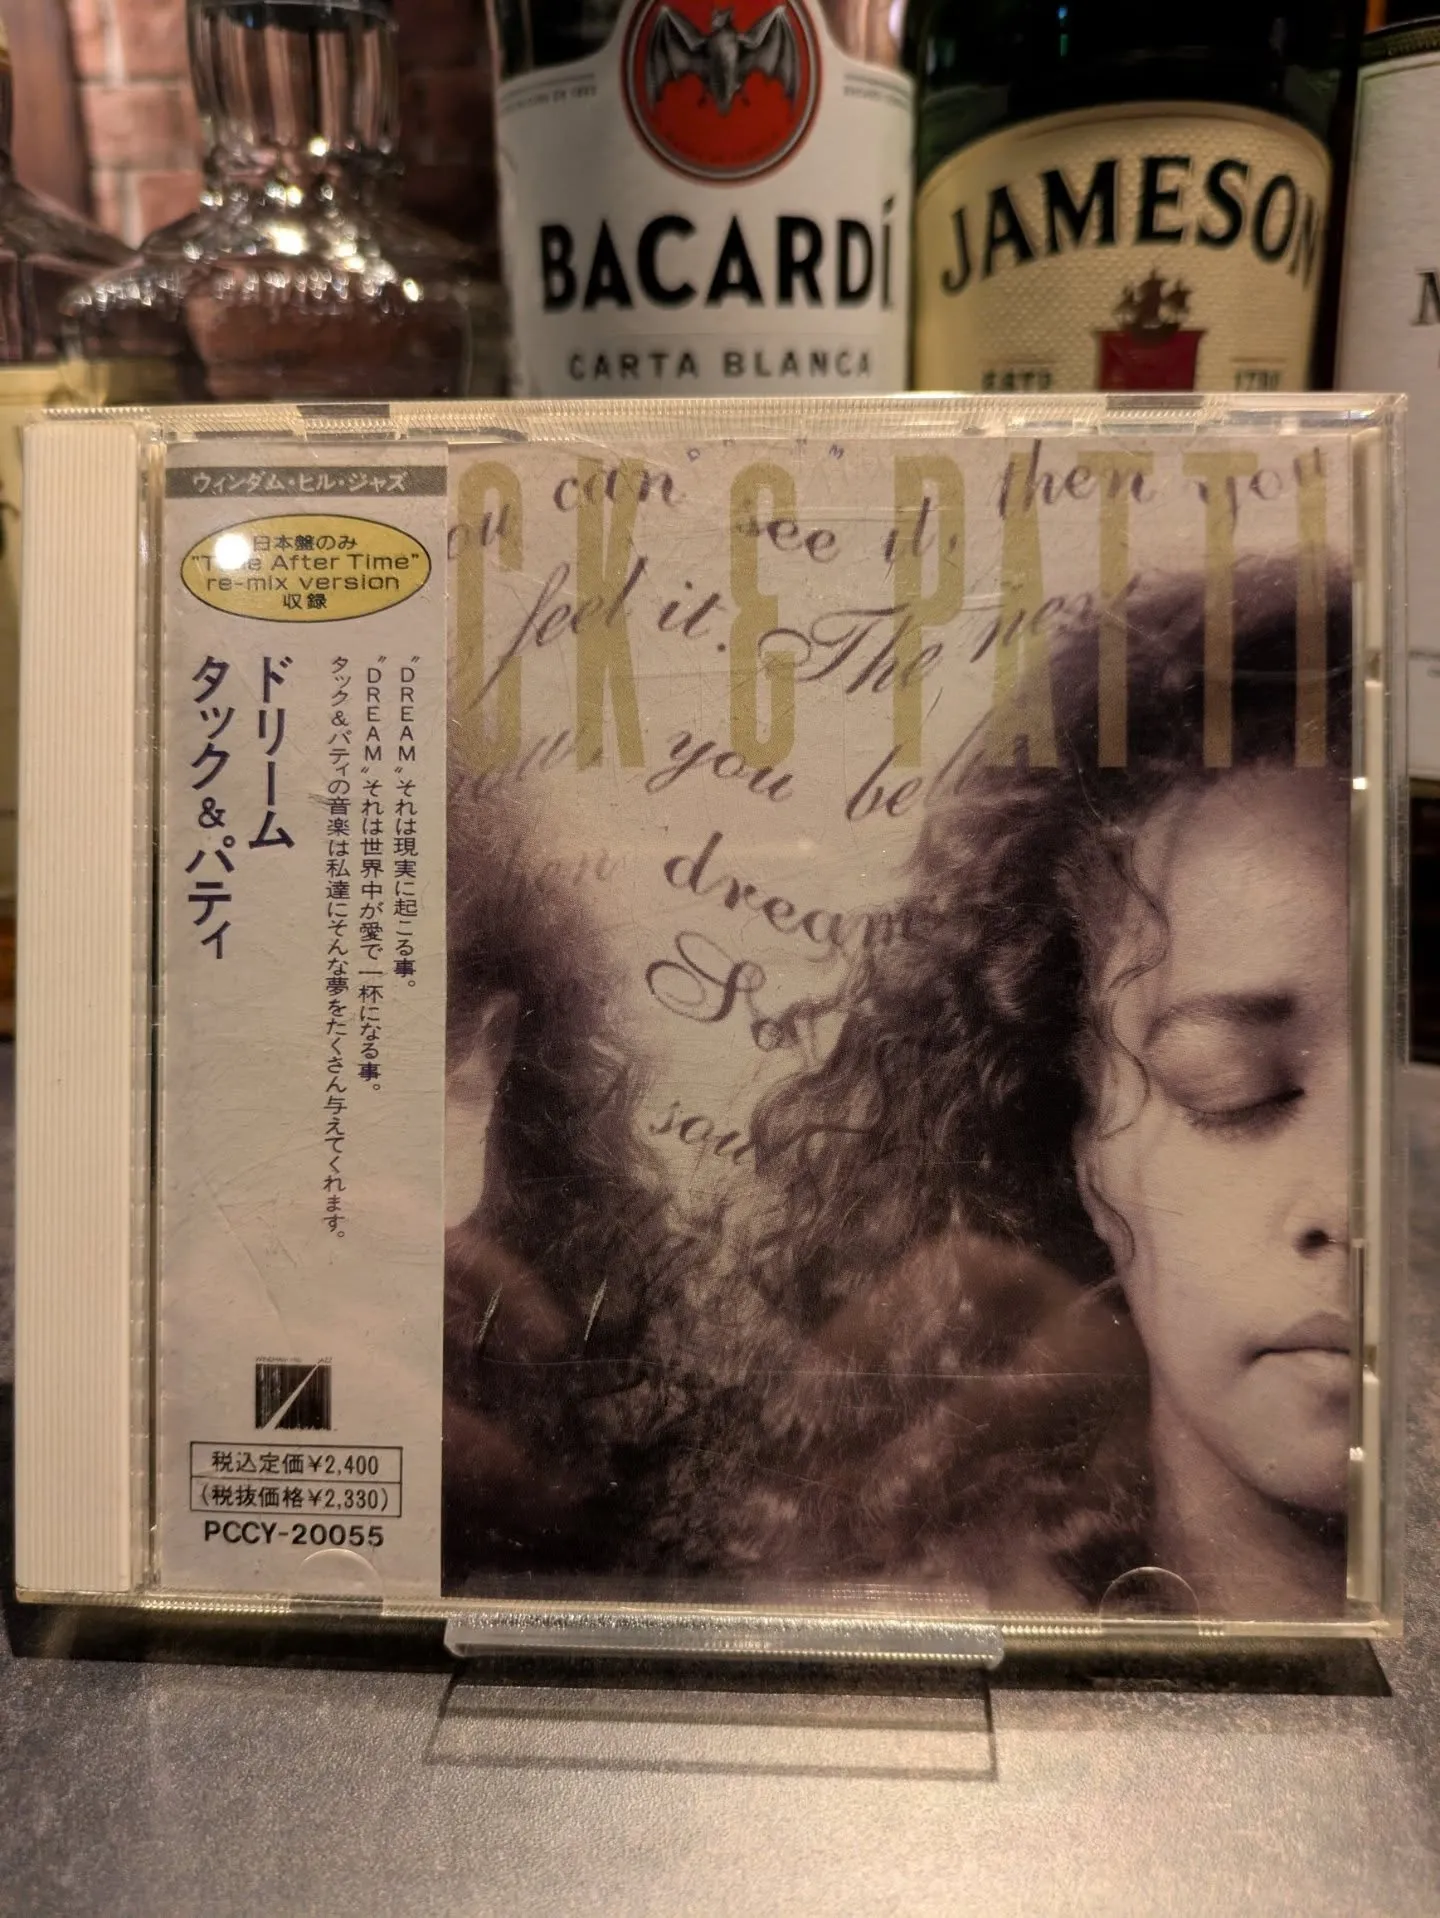 BACARDÍ
CARTA BLANCA
JAMESON
ESTD 1780
ウィンダム・ヒル・ジャズ
日本盤のみ
"Time After Time"
re-mix version
収録
ドリーム
タック&パティ
"DREAM"それは現実に起こる事。
"DREAM"それは世界中が愛で一杯になる事。
タック&パティの音楽は私達にそんな夢をたくさん与えてくれます。
WINDHAM HILL JAZZ
税込定価¥2,400
(税抜価格¥2,330)
PCCY-20055
CK & PATTI
can see it, then you
feel it. The
you
dream
So